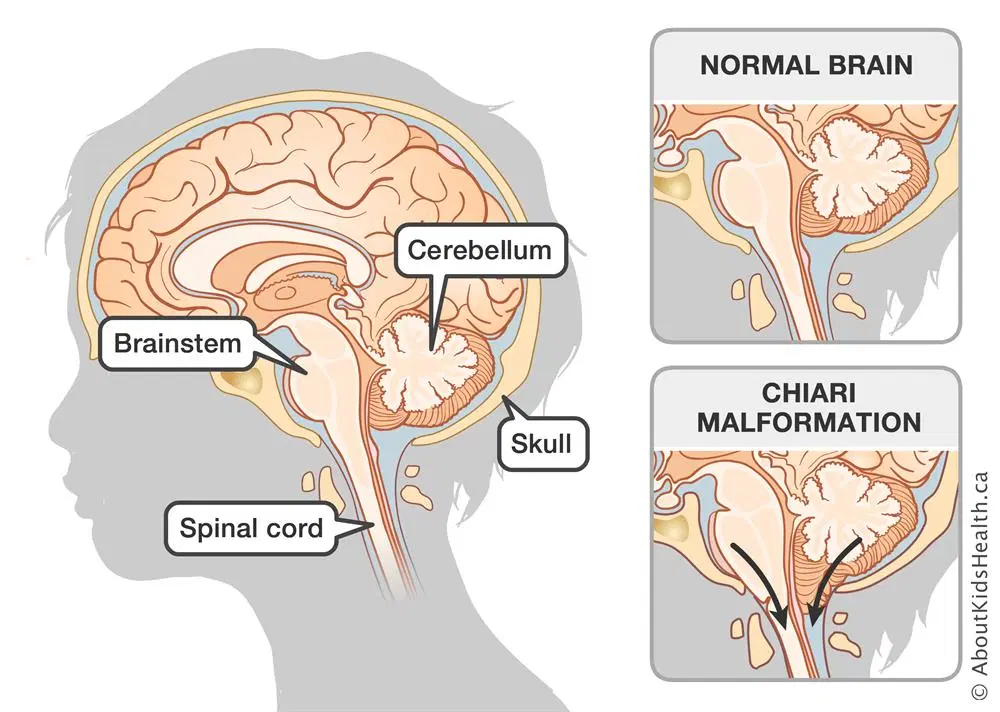 Cerebellum
Brainstem
Skull
Spinal cord
NORMAL BRAIN
CHIARI
MALFORMATION
© AboutKidsHealth.ca